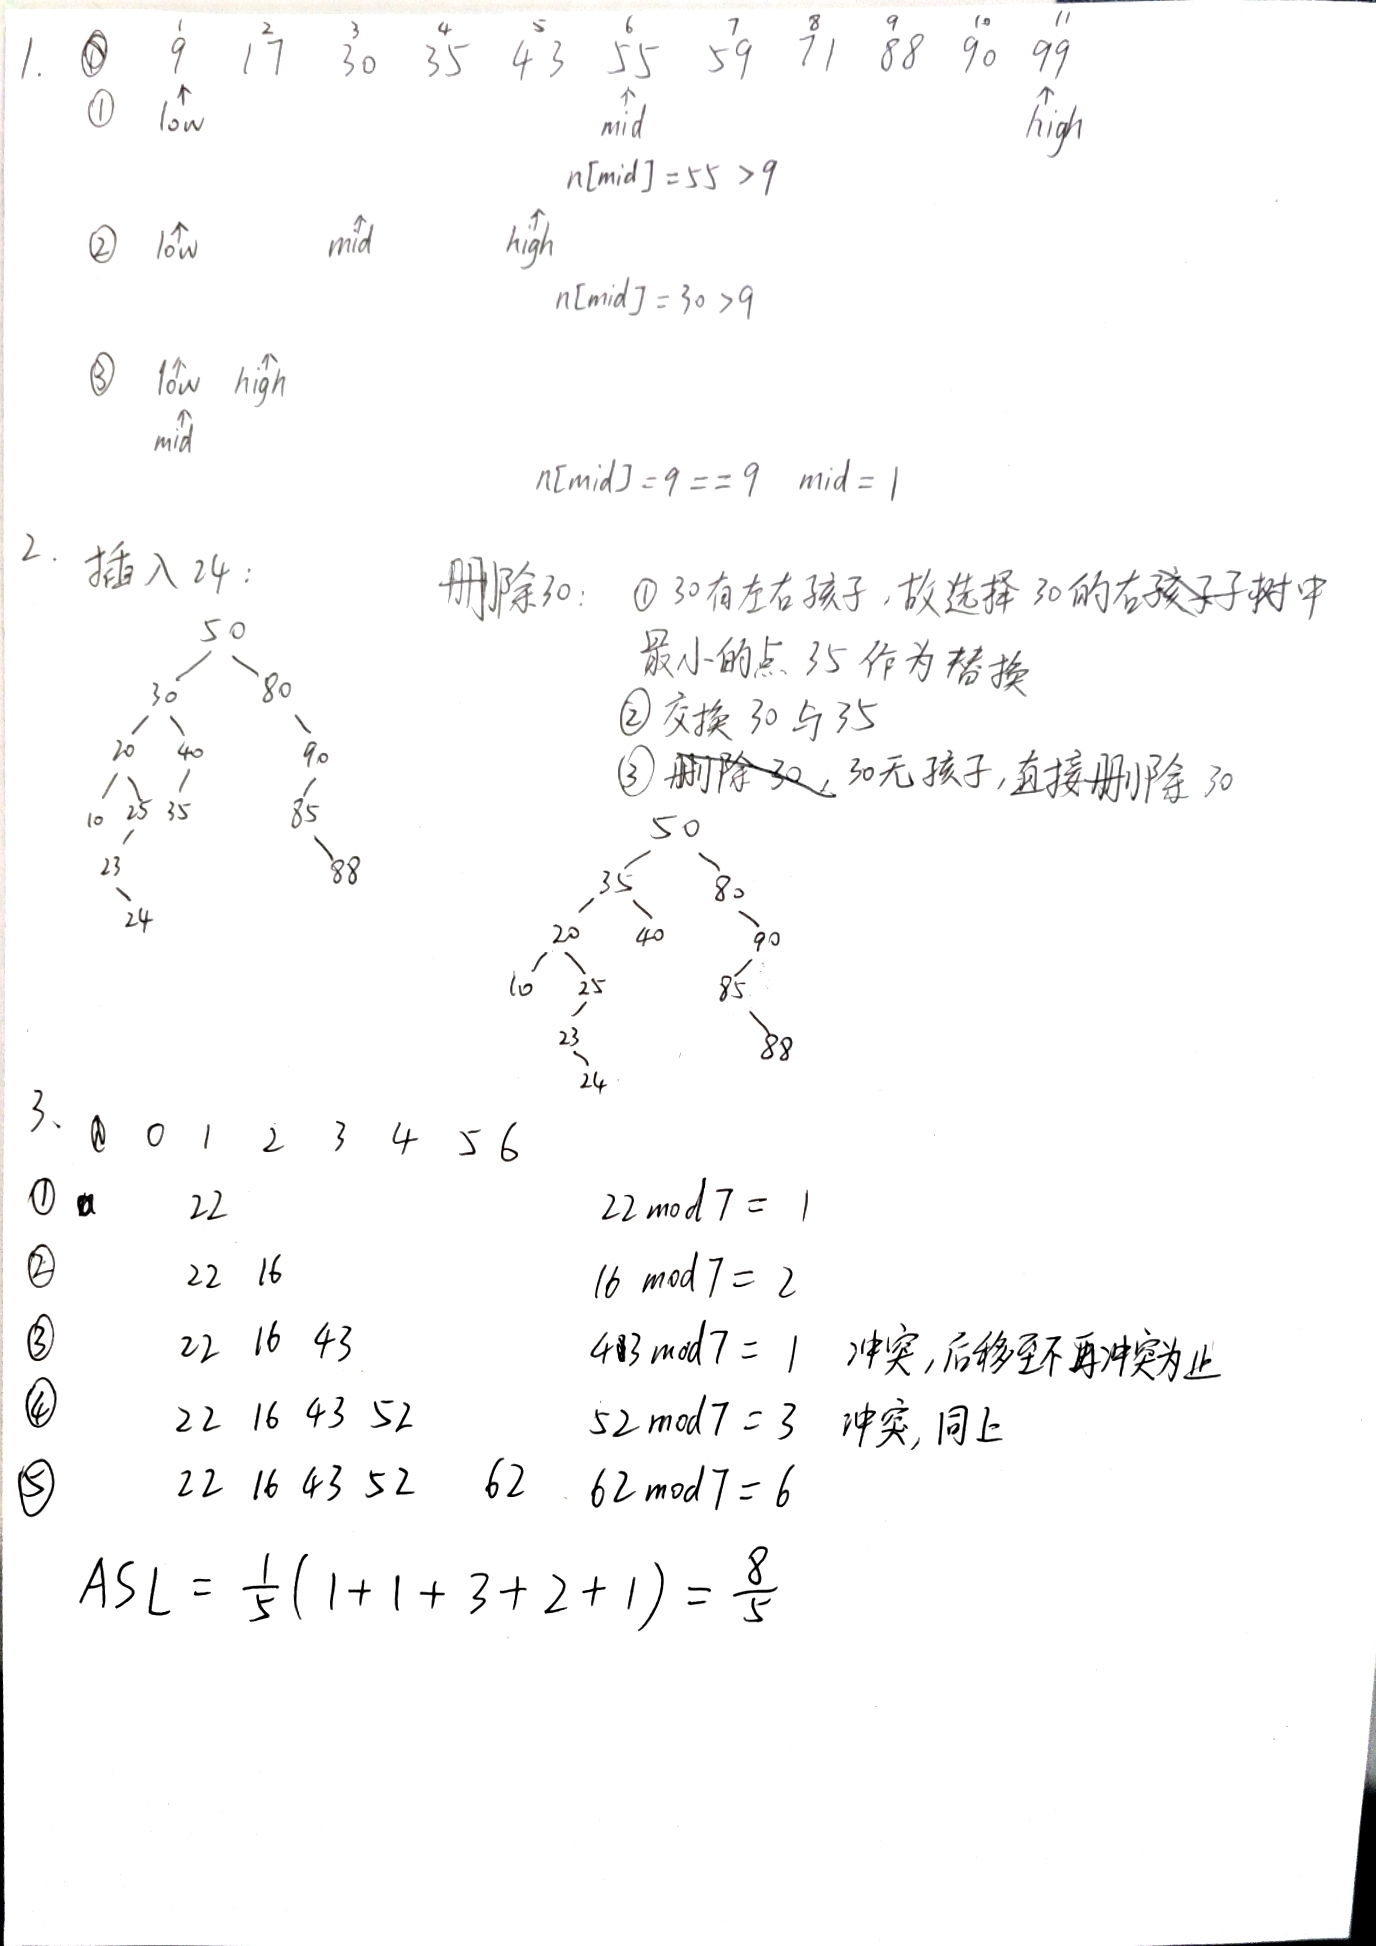 1 2 3 4 5 6 7 8 9 10 11
1. 9 17 30 35 43 55 59 71 88 90 99
① low mid high
n[mid]=55>9
② low mid high
n[mid]=30>9
③ low high
mid
n[mid]=9==9 mid=1
2. 插入24:
50
30 80
20 40 90
10 25 35 85
23 88
24
删除30: ①30有左右孩子,故选择30的右子树中
最小的点35作为替换
②交换30与35
③删除30, 30无孩子,直接删除30
50
35 80
20 40 90
10 25 85
23 88
24
3、 0 1 2 3 4 5 6
① 22 22 mod 7 = 1
② 22 16 16 mod 7 = 2
③ 22 16 43 43 mod 7 = 1 冲突,后移至不再冲突为止
④ 22 16 43 52 52 mod 7 = 3 冲突,同上
⑤ 22 16 43 52 62 62 mod 7 = 6
ASL = 1/5 (1+1+3+2+1) = 8/5